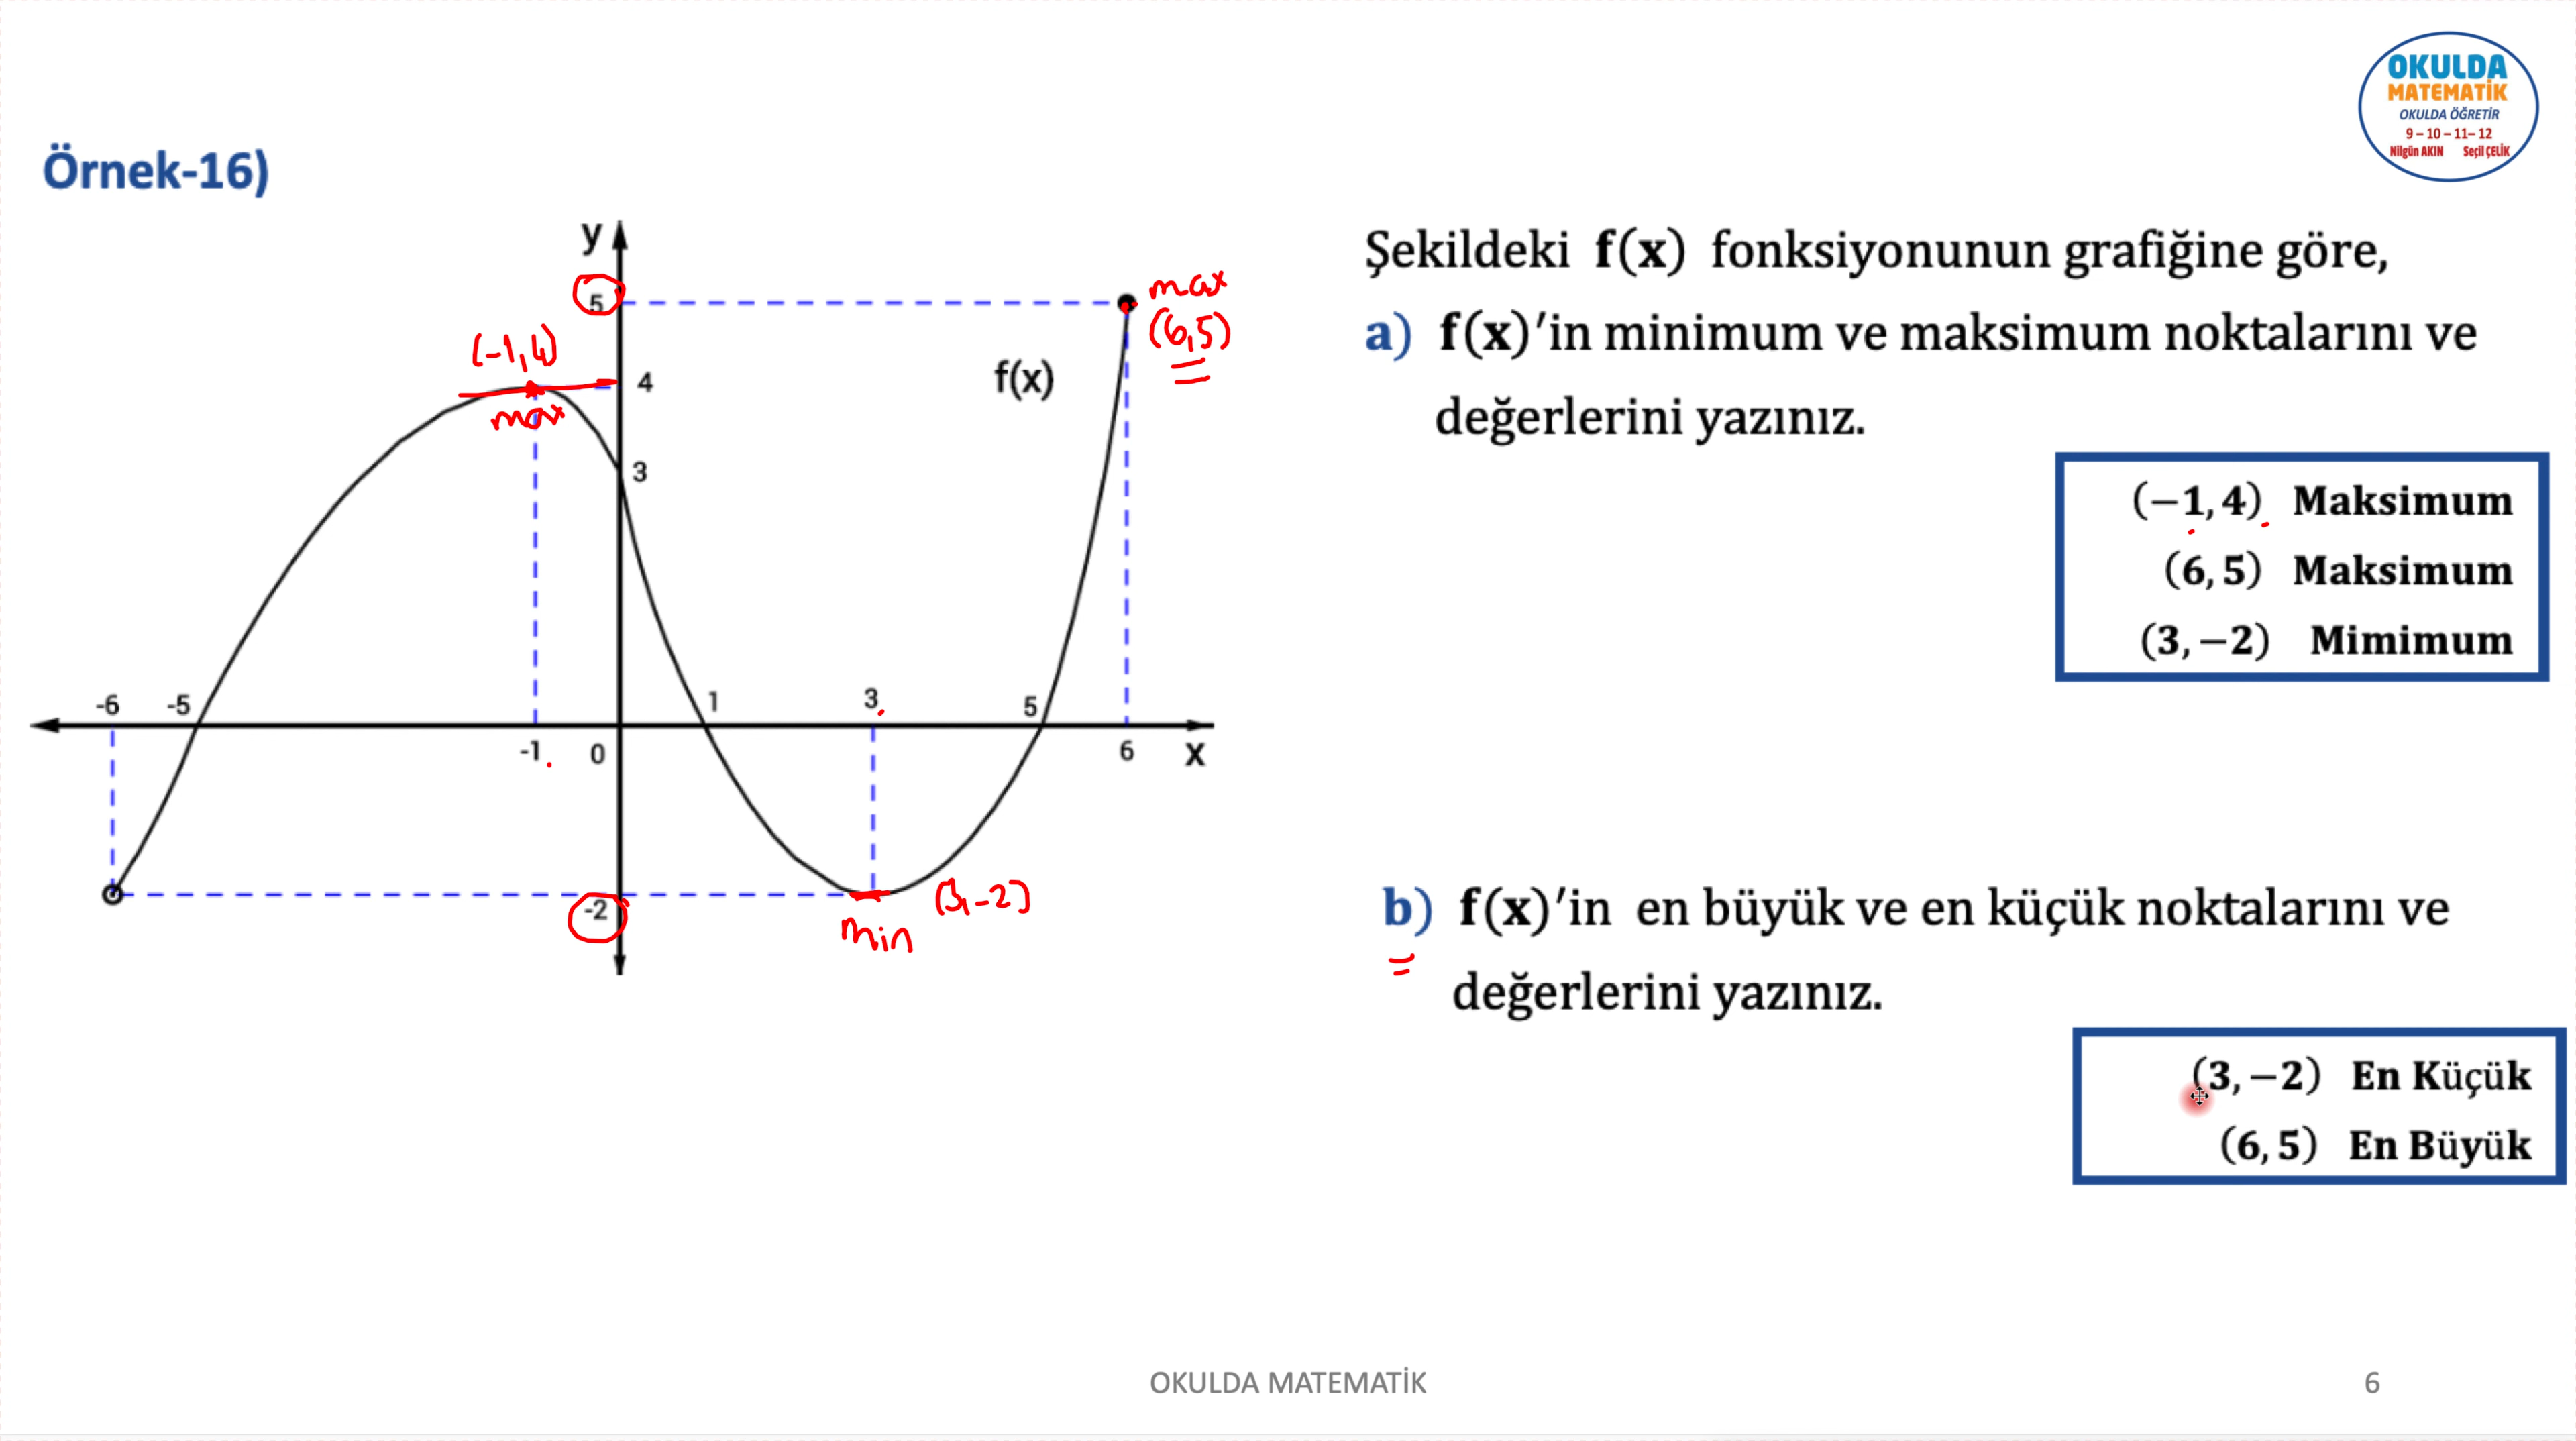 OKULDA
MATEMATİK
OKULDA ÖĞRETİR
9 – 10 – 11– 12
Nilgün AKIN Seçil ÇELİK
Örnek-16)
y
5
max
(6,5)
(-1,4)
max
4
f(x)
3
-6 -5 1 3 5
-1 0 6 x
-2
(3,-2)
min
Şekildeki f(x) fonksiyonunun grafiğine göre,
a) f(x)'in minimum ve maksimum noktalarını ve
değerlerini yazınız.
(−1, 4) Maksimum
(6, 5) Maksimum
(3, −2) Mimimum
b) f(x)'in en büyük ve en küçük noktalarını ve
değerlerini yazınız.
(3, −2) En Küçük
(6, 5) En Büyük
OKULDA MATEMATİK
6